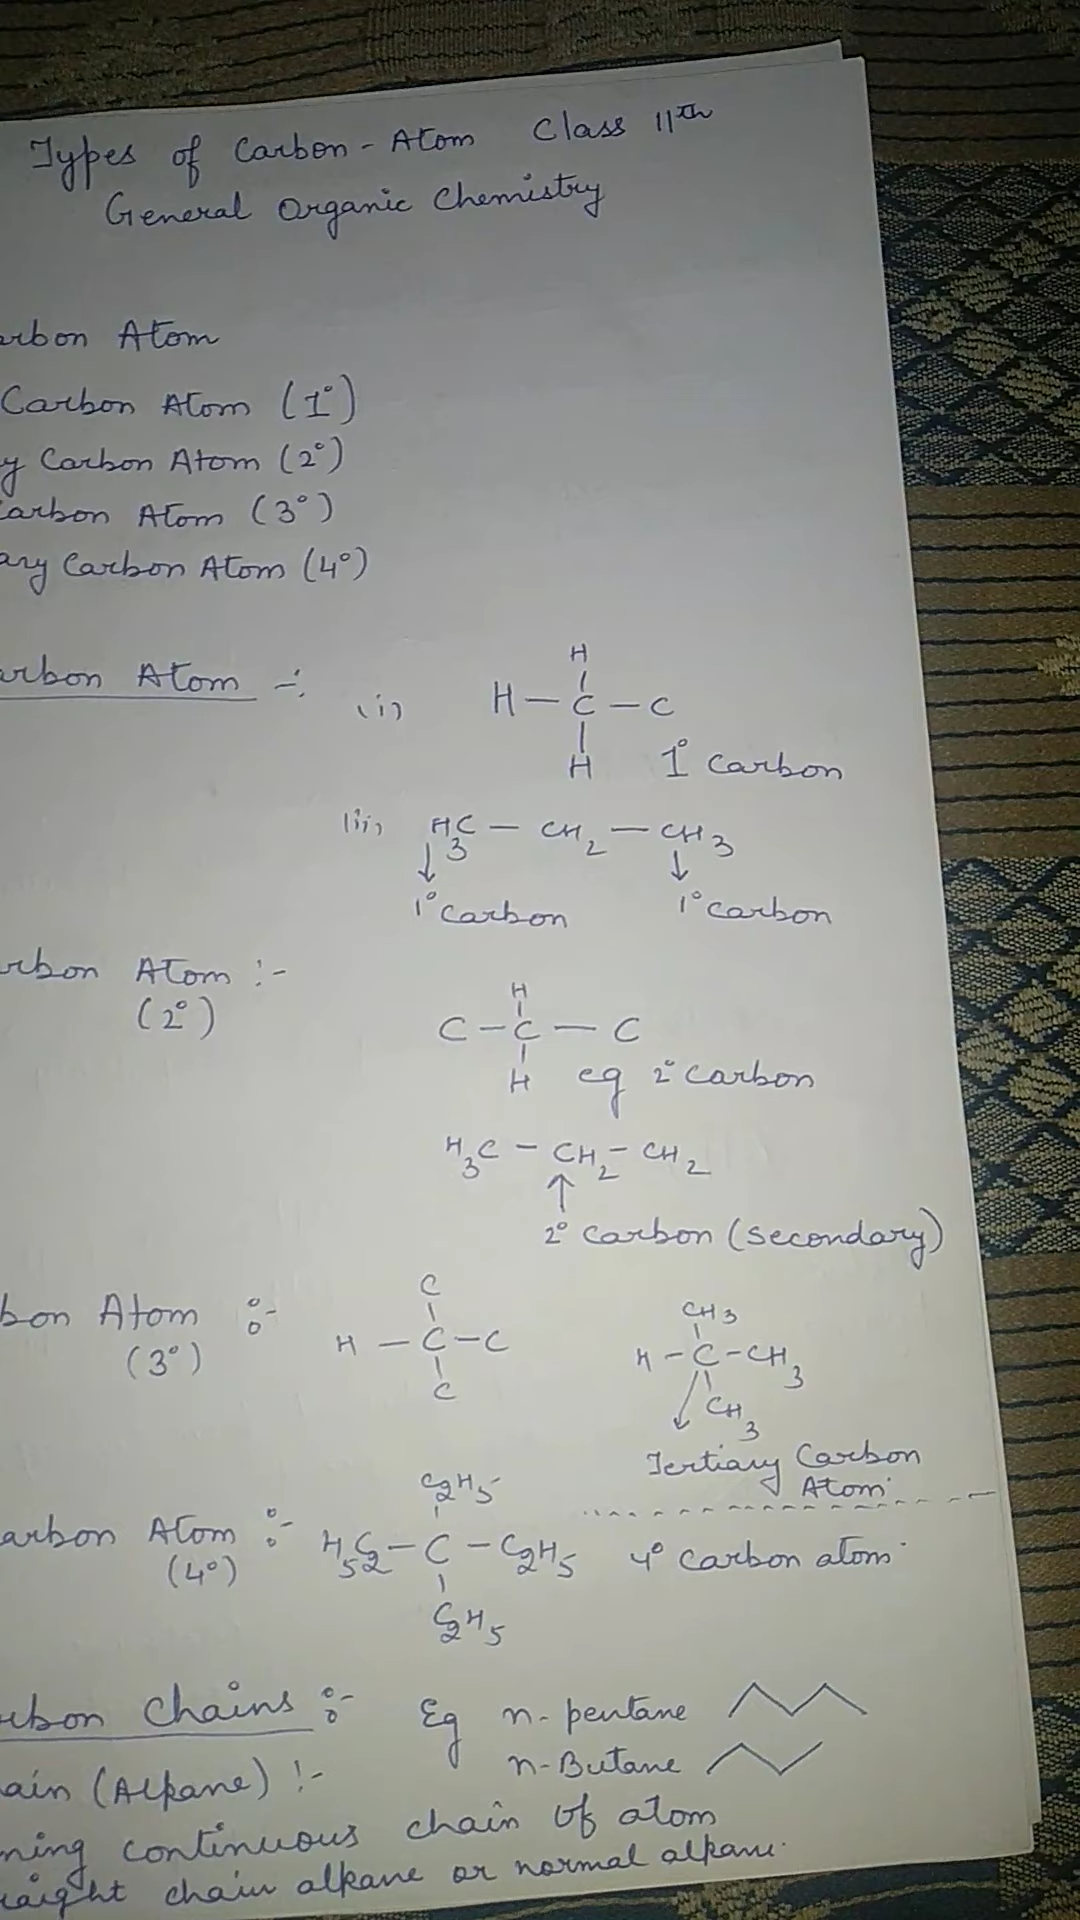 Types of Carbon-Atom Class 11th
General Organic Chemistry
arbon Atom
Carbon Atom (1°)
y Carbon Atom (2°)
Carbon Atom (3°)
ary Carbon Atom (4°)
arbon Atom -:
(i)
H
H-C-C
H 1° Carbon
(ii) H3C - CH2 - CH3
1° Carbon 1° Carbon
rbon Atom :-
(2°)
H
C-C-C
H eg 2° Carbon
H3C - CH2 - CH2
2° Carbon (secondary)
bon Atom :-
(3°)
C
H-C-C
C
CH3
H-C-CH3
CH3
Tertiary Carbon
Atom.
arbon Atom :-
(4°)
C2H5
H5C2-C-C2H5 4° Carbon atom.
C2H5
rbon Chains :- Eg n-pentane
n-Butane
ain (Alkane) :-
ning continuous chain of atom
raight chain alkane or normal alkane.